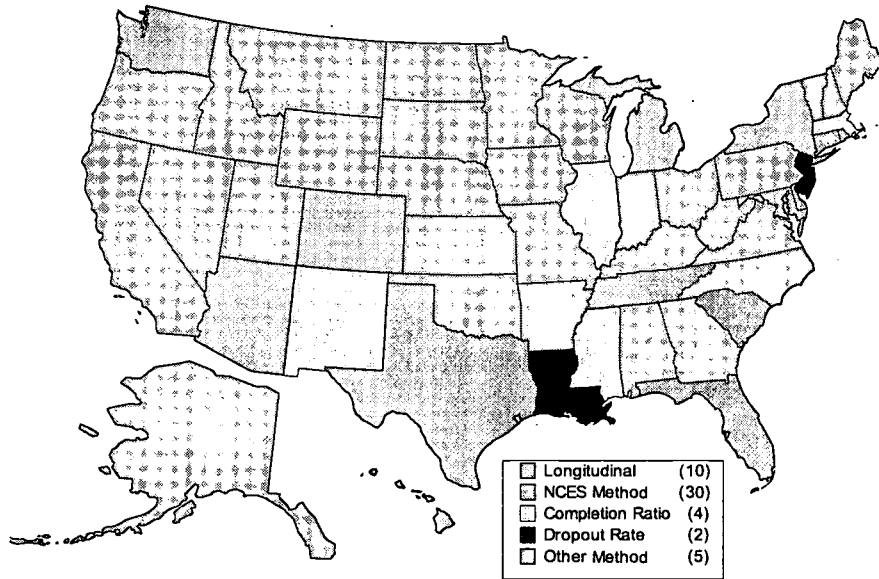 Longitudinal (10)
NCES Method (30)
Completion Ratio (4)
Dropout Rate (2)
Other Method (5)